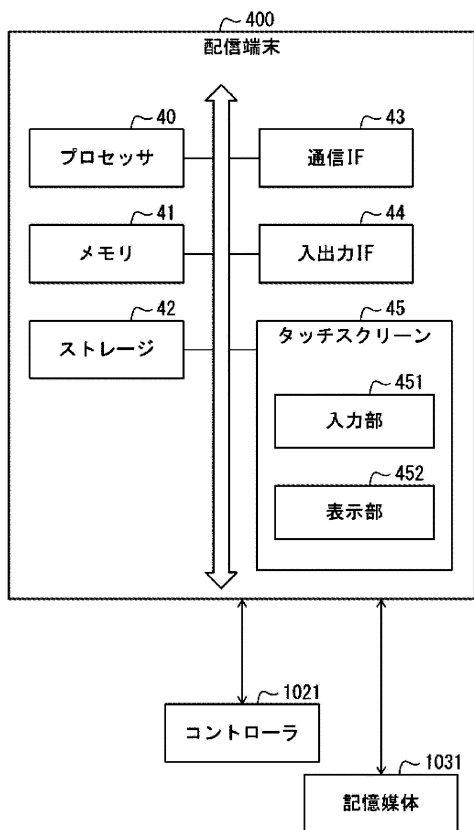 400
配信端末
40
プロセッサ
43
通信IF
41
メモリ
44
入出力IF
42
ストレージ
45
タッチスクリーン
451
入力部
452
表示部
1021
コントローラ
1031
記憶媒体